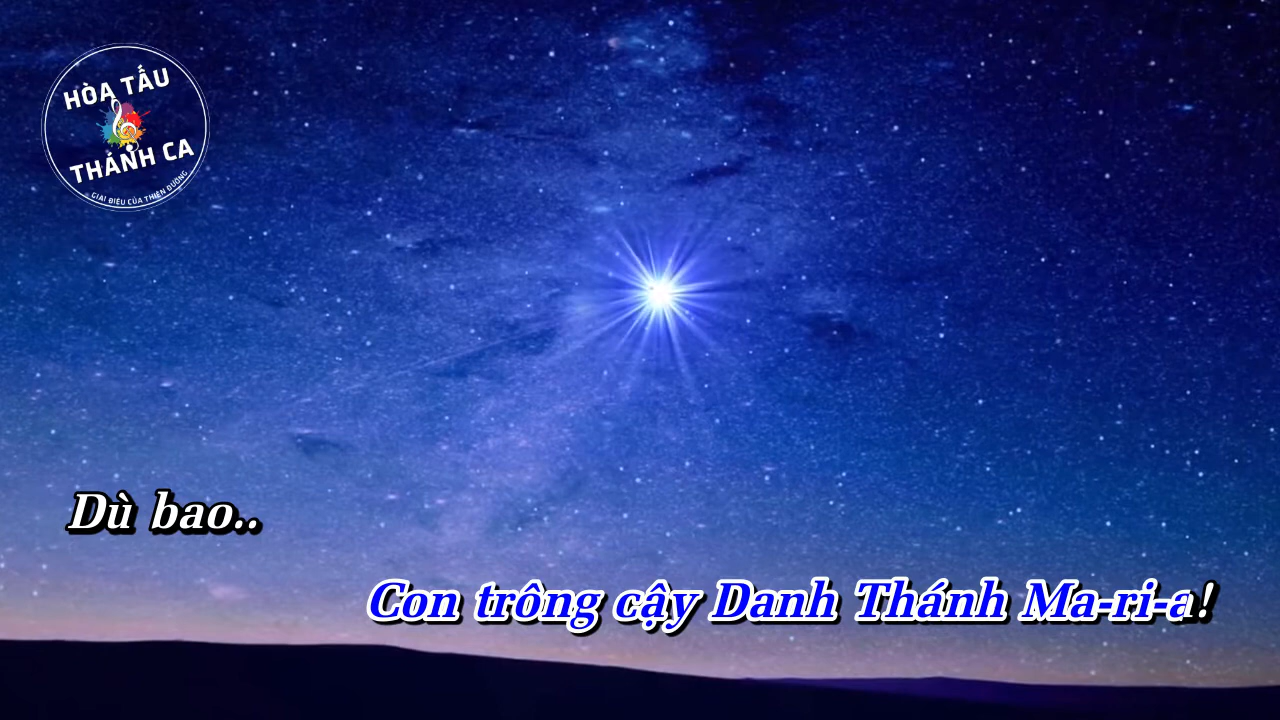 HÒA TẤU
THÁNH CA
GIAI ĐIỆU CỦA THIÊN ĐƯỜNG
Dù bao..
Con trông cậy Danh Thánh Ma-ri-a!